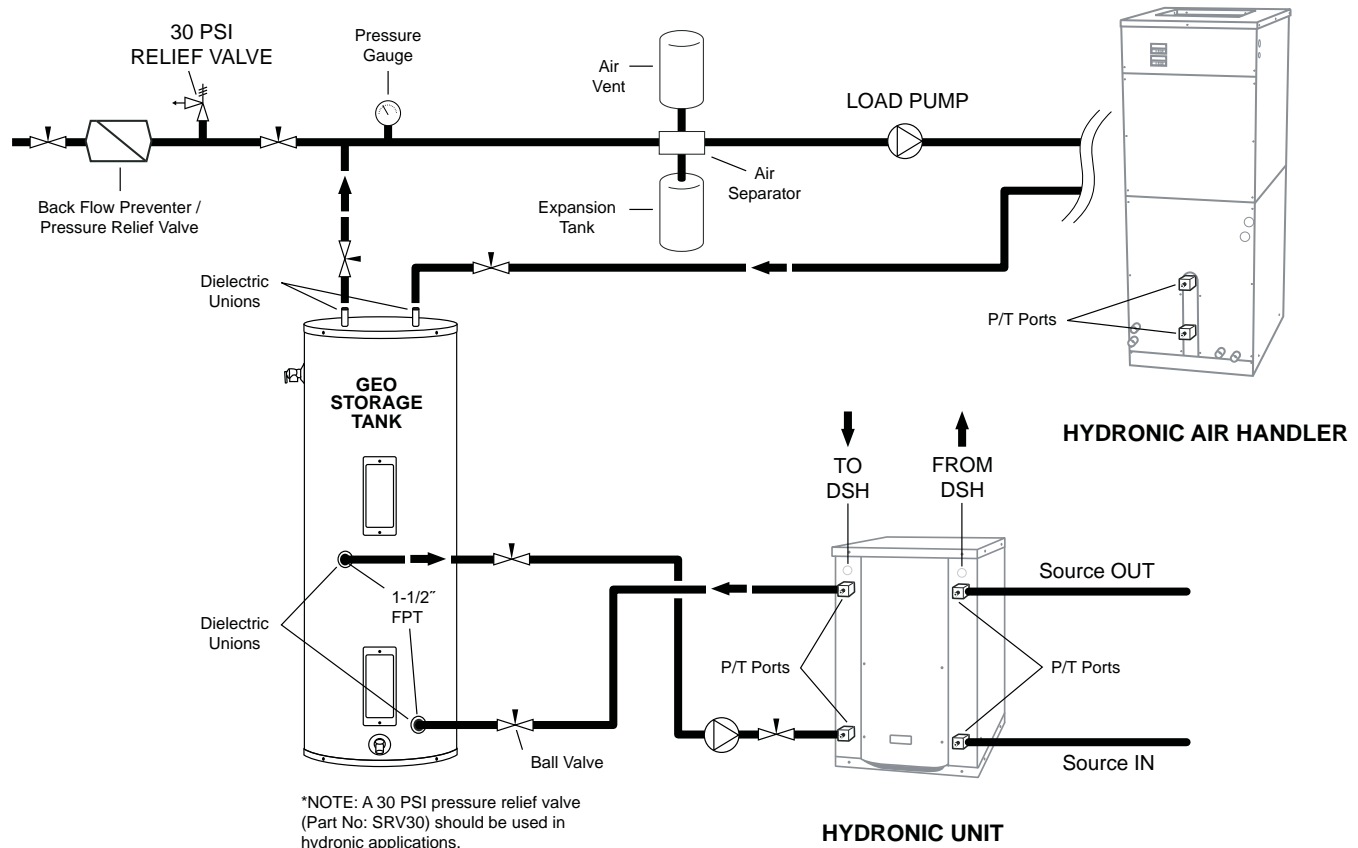 30 PSI
RELIEF VALVE
Pressure
Gauge
Air
Vent
LOAD PUMP
Air
Separator
Back Flow Preventer /
Pressure Relief Valve
Expansion
Tank
Dielectric
Unions
P/T Ports
GEO
STORAGE
TANK
HYDRONIC AIR HANDLER
TO
DSH
FROM
DSH
Source OUT
1-1/2˝
FPT
Dielectric
Unions
P/T Ports
P/T Ports
Ball Valve
Source IN
*NOTE: A 30 PSI pressure relief valve
(Part No: SRV30) should be used in
hydronic applications.
HYDRONIC UNIT